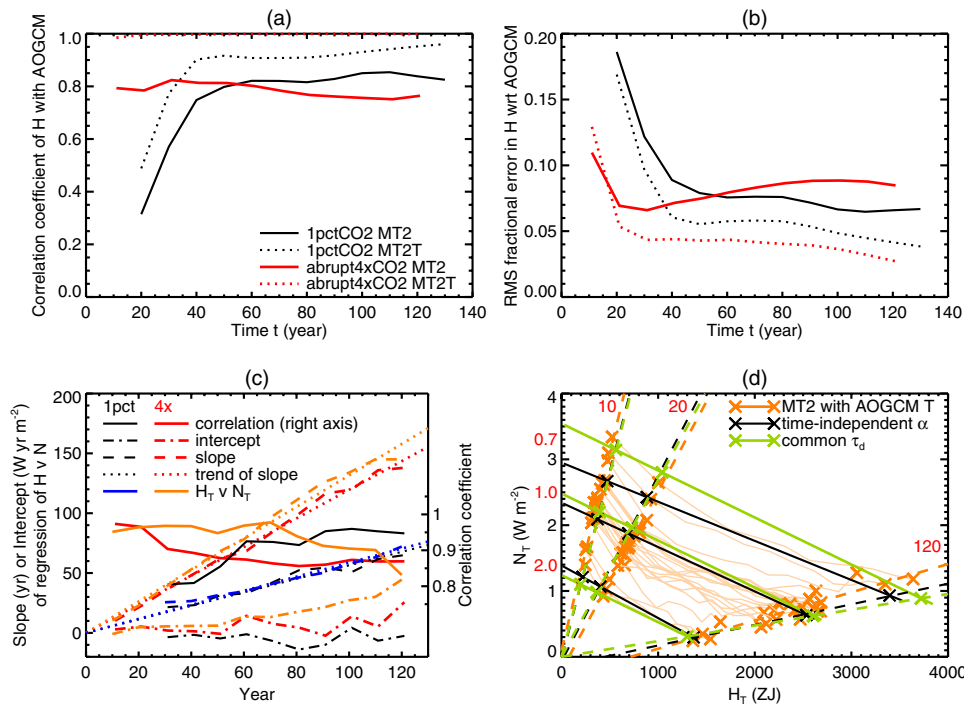 (a)
Correlation coefficient of H with AOGCM
1.0
0.8
0.6
0.4
0.2
0.0
1pctCO2 MT2
1pctCO2 MT2T
abrupt4xCO2 MT2
abrupt4xCO2 MT2T
0 20 40 60 80 100 120 140
Time t (year)
(b)
RMS fractional error in H wrt AOGCM
0.20
0.15
0.10
0.05
0.00
0 20 40 60 80 100 120 140
Time t (year)
(c)
Slope (yr) or Intercept (W yr m⁻²)
of regression of H v N
200
150
100
50
0
1pct 4x
correlation (right axis)
intercept
slope
trend of slope
H_T v N_T
1
0.9
0.8
Correlation coefficient
0 20 40 60 80 100 120
Year
(d)
N_T (W m⁻²)
4
3
2
1
0
10 20
0.7
1.0
2.0
120
MT2 with AOGCM T
time-independent α
common τ_d
0 1000 2000 3000 4000
H_T (ZJ)